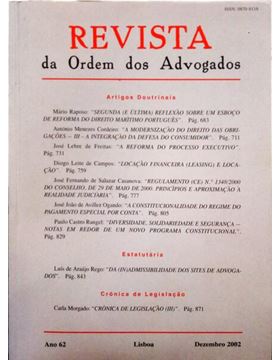 ISSN 0870-8118
REVISTA
da Ordem dos Advogados
Artigos Doutrinais
Mário Raposo: "SEGUNDA (E ÚLTIMA) REFLEXÃO SOBRE UM ESBOÇO
DE REFORMA DO DIREITO MARÍTIMO PORTUGUÊS". Pág. 683
António Menezes Cordeiro: "A MODERNIZAÇÃO DO DIREITO DAS OBRI-
GAÇÕES – III – A INTEGRAÇÃO DA DEFESA DO CONSUMIDOR". Pág. 711
José Lebre de Freitas: "A REFORMA DO PROCESSO EXECUTIVO".
Pág. 731
Diogo Leite de Campos: "LOCAÇÃO FINANCEIRA (LEASING) E LOCA-
ÇÃO". Pág. 759
José Fernando de Salazar Casanova: "REGULAMENTO (CE) N.º 1348/2000
DO CONSELHO, DE 29 DE MAIO DE 2000. PRINCÍPIOS E APROXIMAÇÃO À
REALIDADE JUDICIÁRIA". Pág. 777
José João de Avillez Ogando: "A CONSTITUCIONALIDADE DO REGIME DO
PAGAMENTO ESPECIAL POR CONTA". Pág. 805
Paulo Castro Rangel: "DIVERSIDADE, SOLIDARIEDADE E SEGURANÇA –
NOTAS EM REDOR DE UM NOVO PROGRAMA CONSTITUCIONAL".
Pág. 829
Estatutária
Luís de Araújo Rego: "DA (IN)ADMISSIBILIDADE DOS SITES DE ADVOGA-
DOS". Pág. 843
Crónica de Legislação
Carla Morgado: "CRÓNICA DE LEGISLAÇÃO (III)". Pág. 871
Ano 62 Lisboa Dezembro 2002